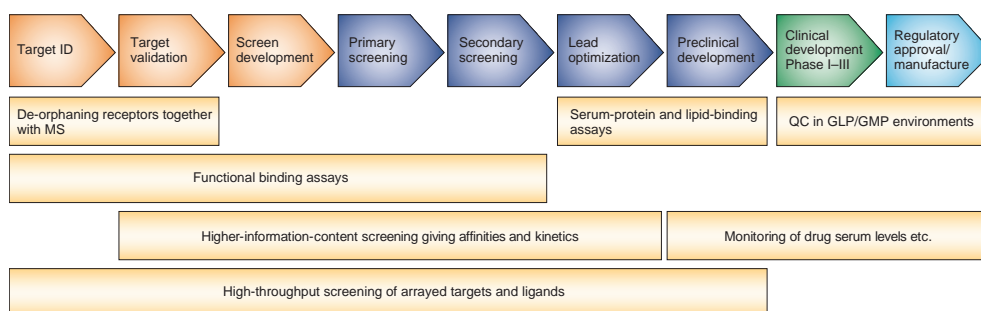 Target ID
Target
validation
Screen
development
Primary
screening
Secondary
screening
Lead
optimization
Preclinical
development
Clinical
development
Phase I–III
Regulatory
approval/
manufacture
De-orphaning receptors together
with MS
Serum-protein and lipid-binding
assays
QC in GLP/GMP environments
Functional binding assays
Higher-information-content screening giving affinities and kinetics
Monitoring of drug serum levels etc.
High-throughput screening of arrayed targets and ligands